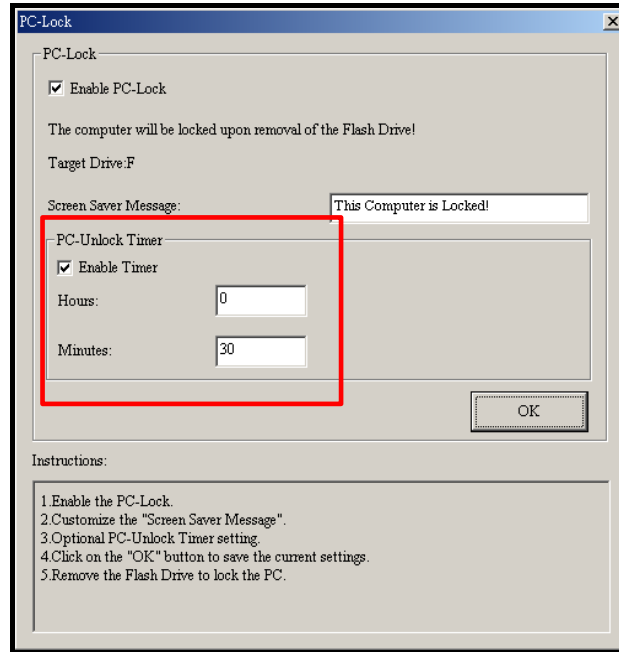 PC-Lock
PC-Lock
Enable PC-Lock
The computer will be locked upon removal of the Flash Drive!
Target Drive:F
Screen Saver Message: This Computer is Locked!
PC-Unlock Timer
Enable Timer
Hours: 0
Minutes: 30
OK
Instructions:
1.Enable the PC-Lock.
2.Customize the "Screen Saver Message".
3.Optional PC-Unlock Timer setting.
4.Click on the "OK" button to save the current settings.
5.Remove the Flash Drive to lock the PC.